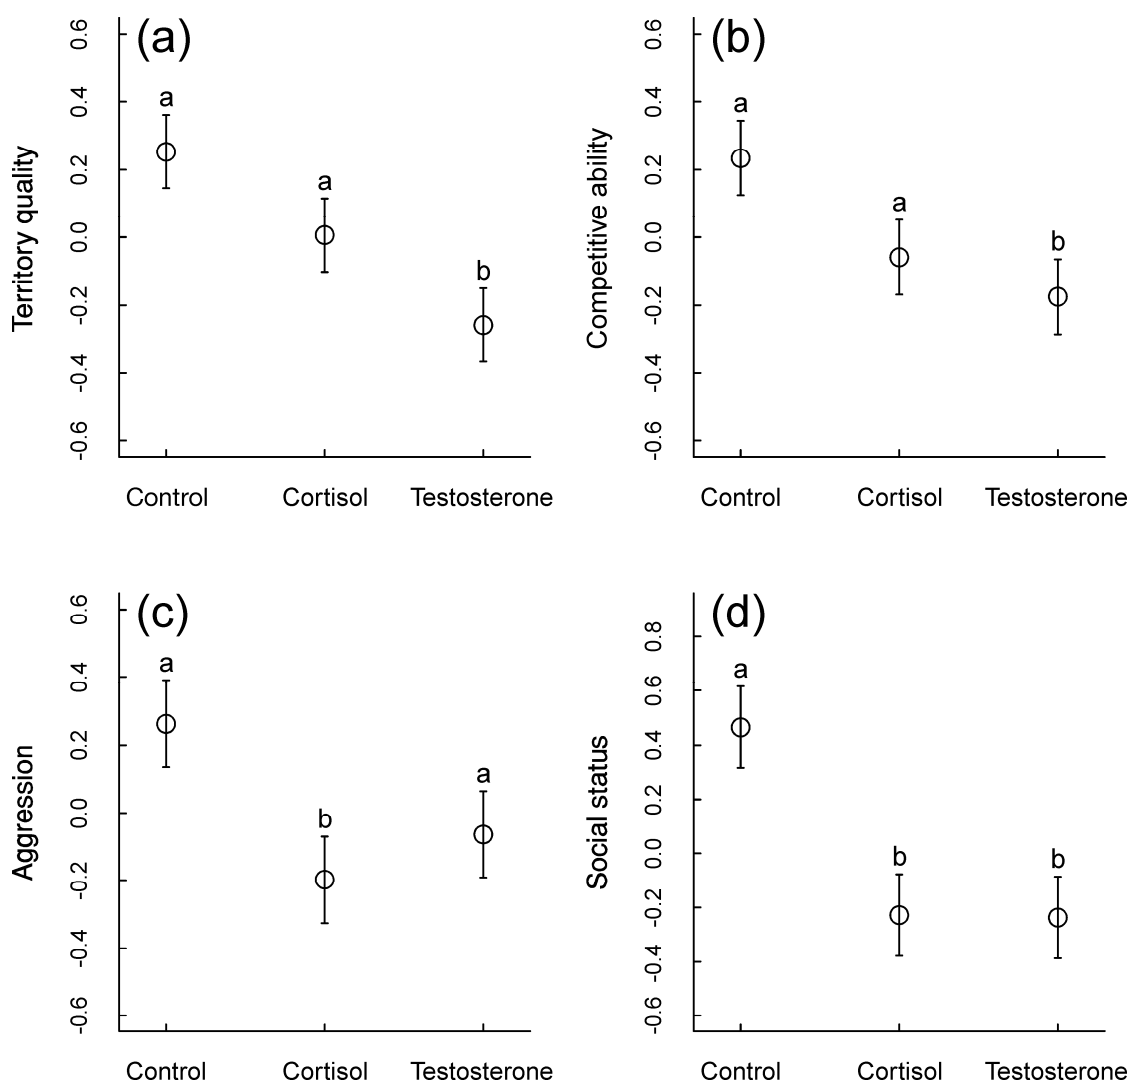 (a)
Territory quality
0.6
0.4
0.2
0.0
-0.2
-0.4
-0.6
a
a
b
Control
Cortisol
Testosterone
(b)
Competitive ability
0.6
0.4
0.2
0.0
-0.2
-0.4
-0.6
a
a
b
Control
Cortisol
Testosterone
(c)
Aggression
0.6
0.4
0.2
0.0
-0.2
-0.4
-0.6
a
b
a
Control
Cortisol
Testosterone
(d)
Social status
0.8
0.6
0.4
0.2
0.0
-0.2
-0.4
-0.6
a
b
b
Control
Cortisol
Testosterone